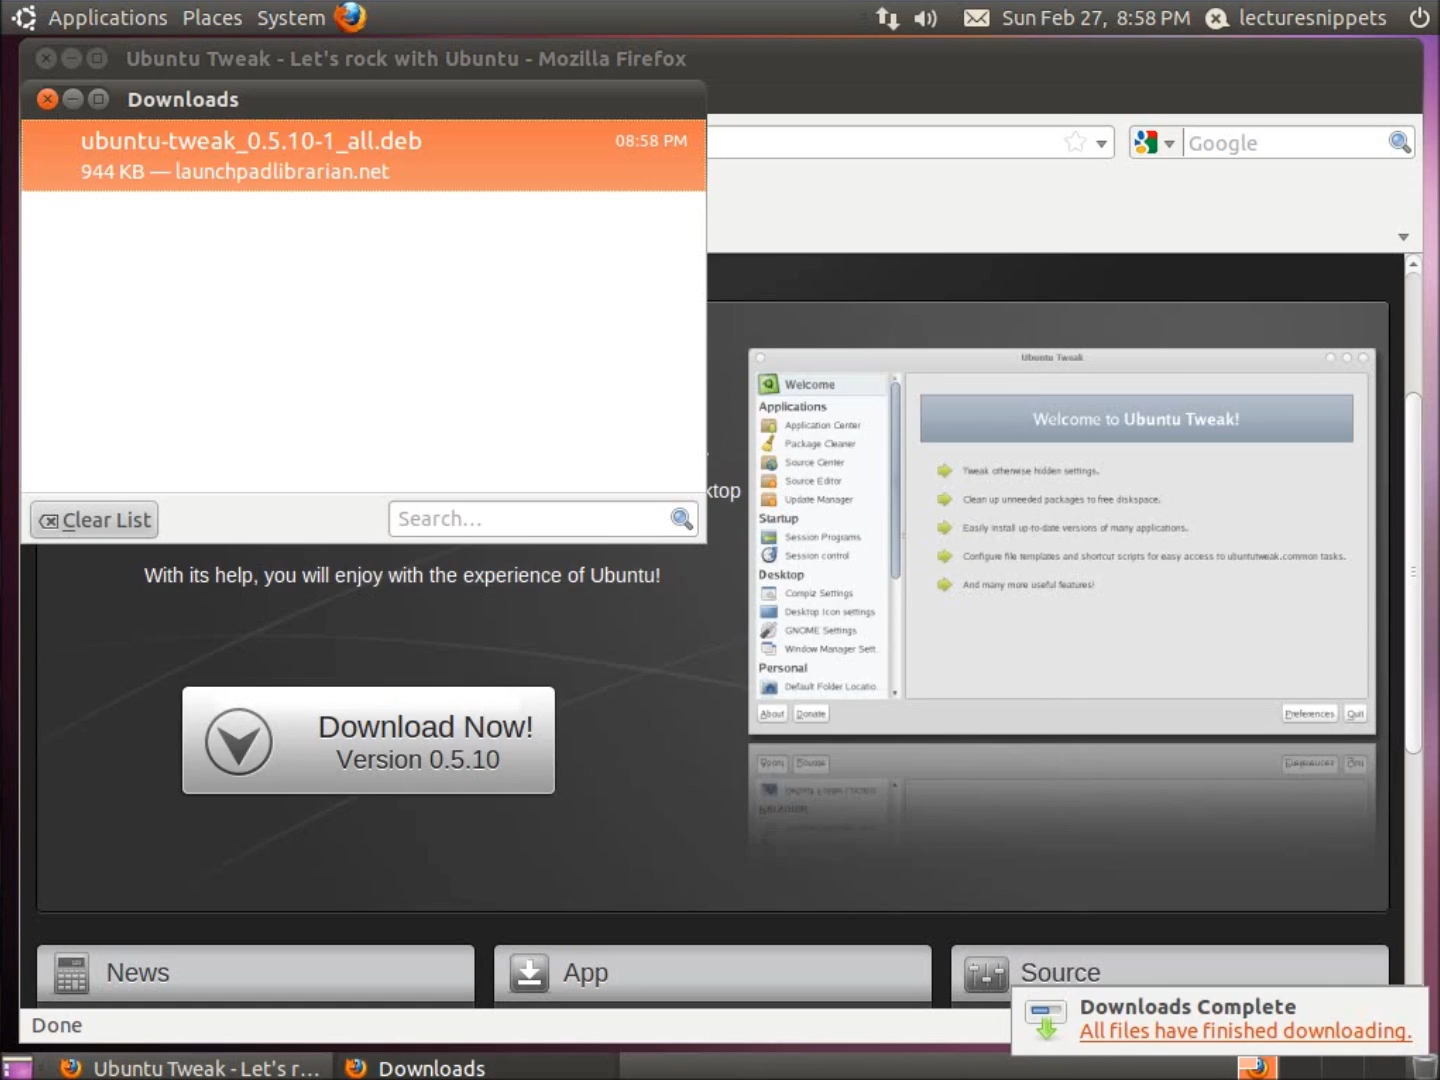 Applications Places System
Sun Feb 27, 8:58 PM
lecturesnippets
Ubuntu Tweak - Let's rock with Ubuntu - Mozilla Firefox
Downloads
ubuntu-tweak_0.5.10-1_all.deb
08:58 PM
944 KB — launchpadlibrarian.net
Google
Clear List
Search...
ktop
With its help, you will enjoy with the experience of Ubuntu!
Download Now!
Version 0.5.10
Ubuntu Tweak
Welcome
Applications
Application Center
Package Cleaner
Source Center
Source Editor
Update Manager
Startup
Session Programs
Session control
Desktop
Compiz Settings
Desktop Icon settings
GNOME Settings
Window Manager Sett
Personal
Default Folder Locatio
About
Donate
Welcome to Ubuntu Tweak!
Tweak otherwise hidden settings.
Clean up unneeded packages to free diskspace.
Easily install up-to-date versions of many applications.
Configure file templates and shortcut scripts for easy access to ubuntutweak.common tasks.
And many more useful features!
Preferences
Quit
News
App
Source
Done
Downloads Complete
All files have finished downloading.
Ubuntu Tweak - Let's r...
Downloads